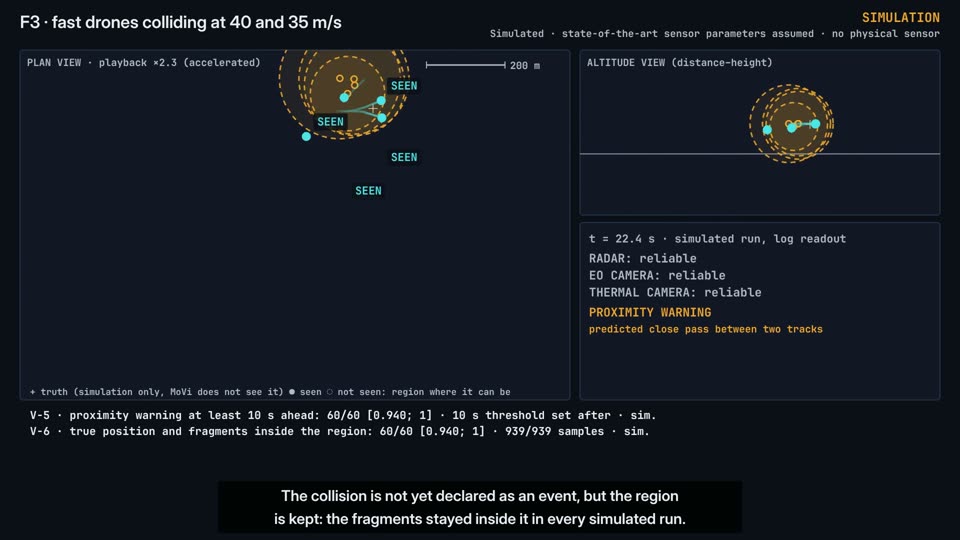 F3 · fast drones colliding at 40 and 35 m/s
SIMULATION
Simulated · state-of-the-art sensor parameters assumed · no physical sensor
PLAN VIEW · playback ×2.3 (accelerated)
200 m
SEEN
SEEN
SEEN
SEEN
+ truth (simulation only, MoVi does not see it) ● seen ◌ not seen: region where it can be
ALTITUDE VIEW (distance-height)
t = 22.4 s · simulated run, log readout
RADAR: reliable
EO CAMERA: reliable
THERMAL CAMERA: reliable
PROXIMITY WARNING
predicted close pass between two tracks
V-5 · proximity warning at least 10 s ahead: 60/60 [0.940; 1] · 10 s threshold set after · sim.
V-6 · true position and fragments inside the region: 60/60 [0.940; 1] · 939/939 samples · sim.
The collision is not yet declared as an event, but the region
is kept: the fragments stayed inside it in every simulated run.